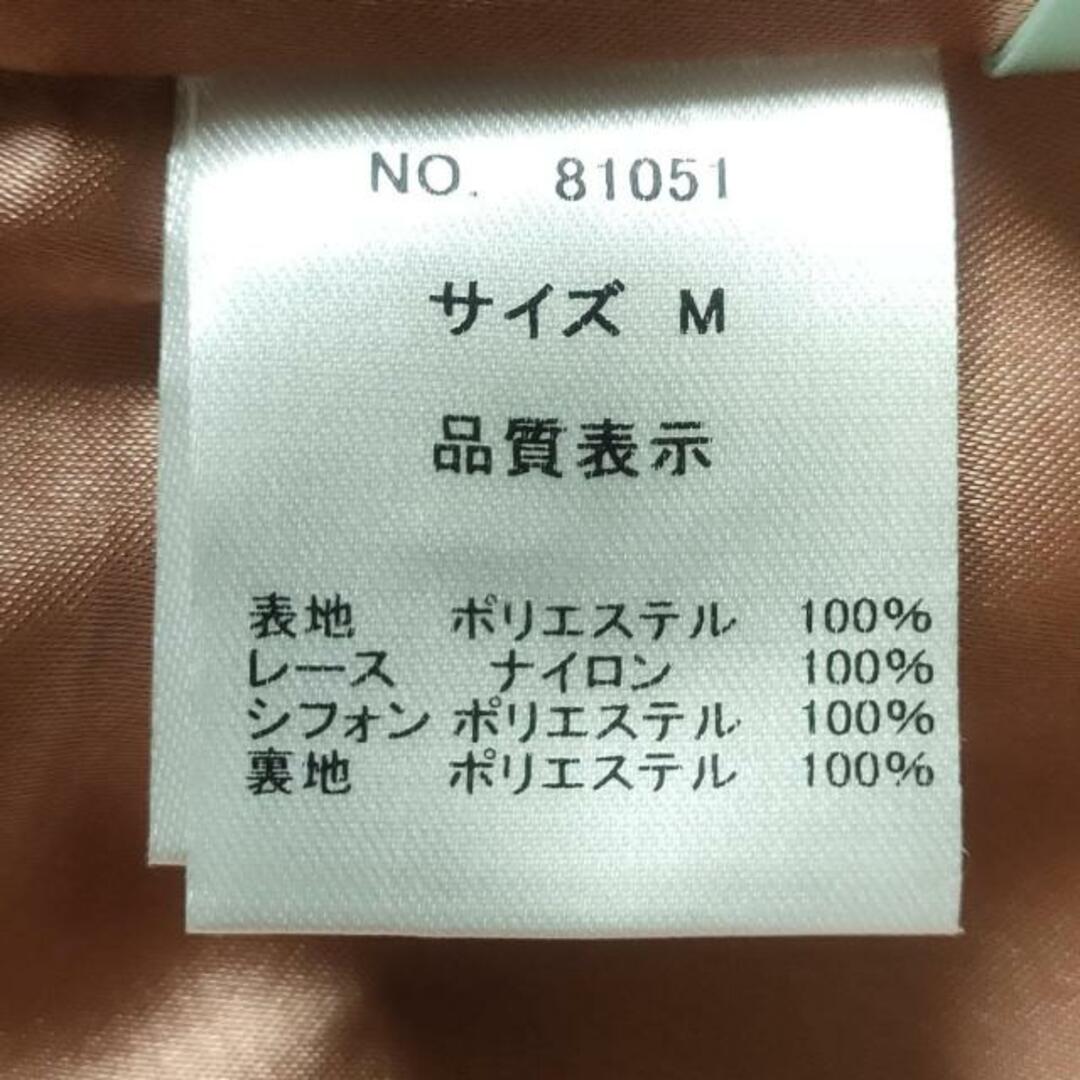 NO. 81051
サイズ M
品質表示
表地 ポリエステル 100%
レース ナイロン 100%
シフォン ポリエステル 100%
裏地 ポリエステル 100%